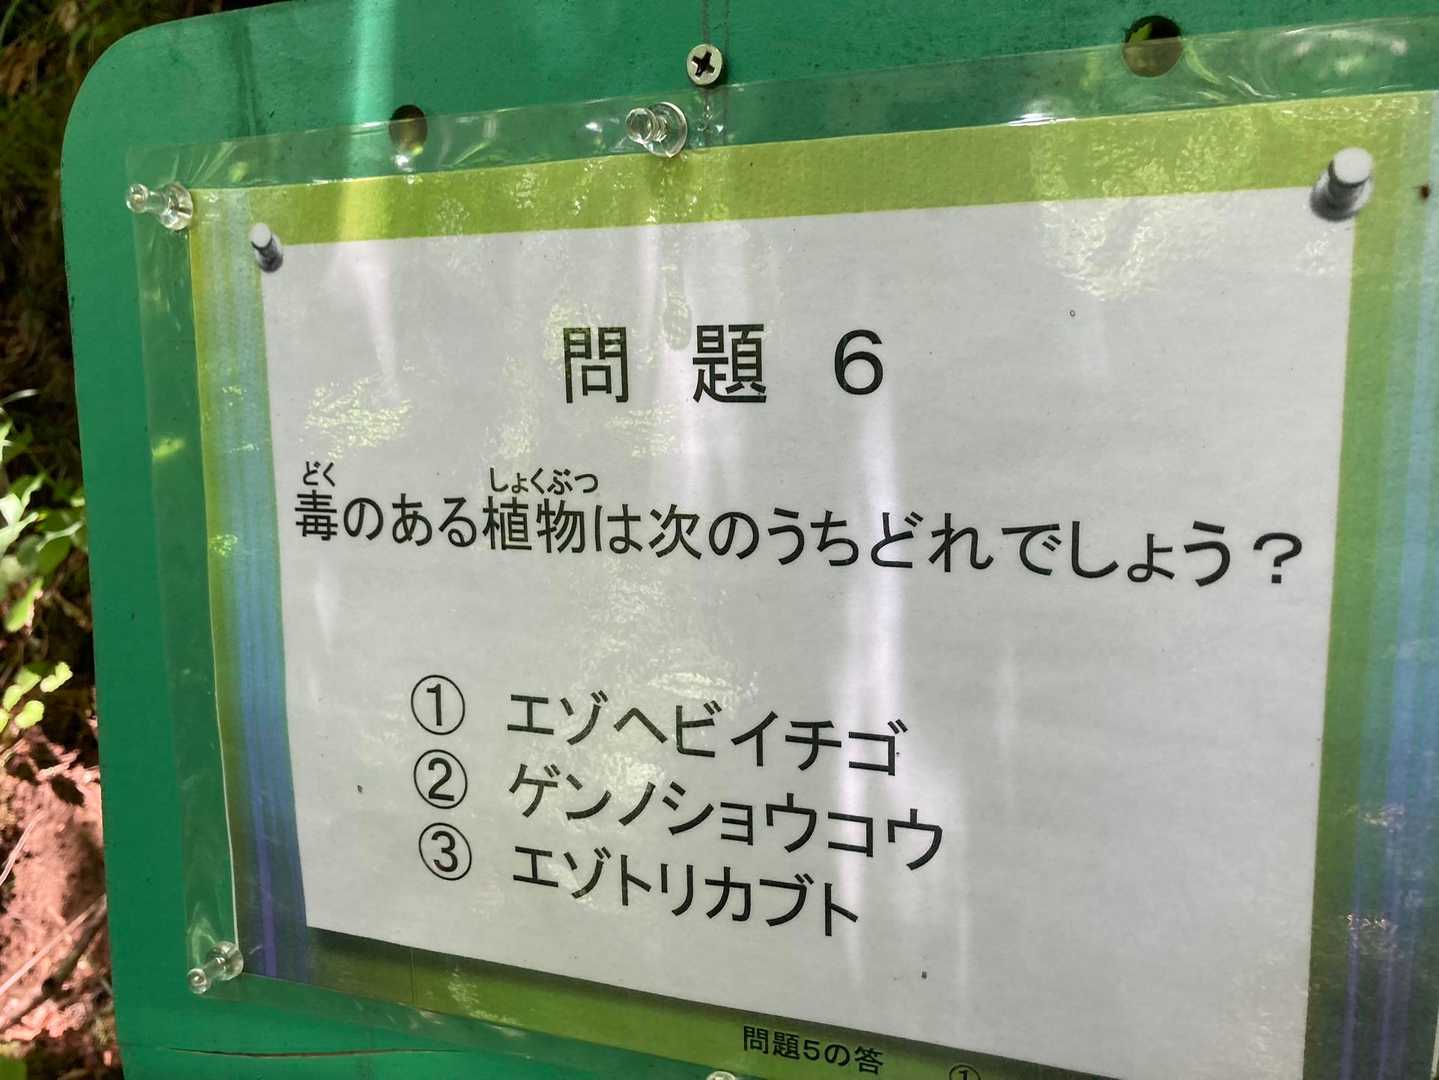 問 題 ６
どく しょくぶつ
毒のある植物は次のうちどれでしょう？
① エゾヘビイチゴ
② ゲンノショウコウ
③ エゾトリカブト
問題5の答 ①